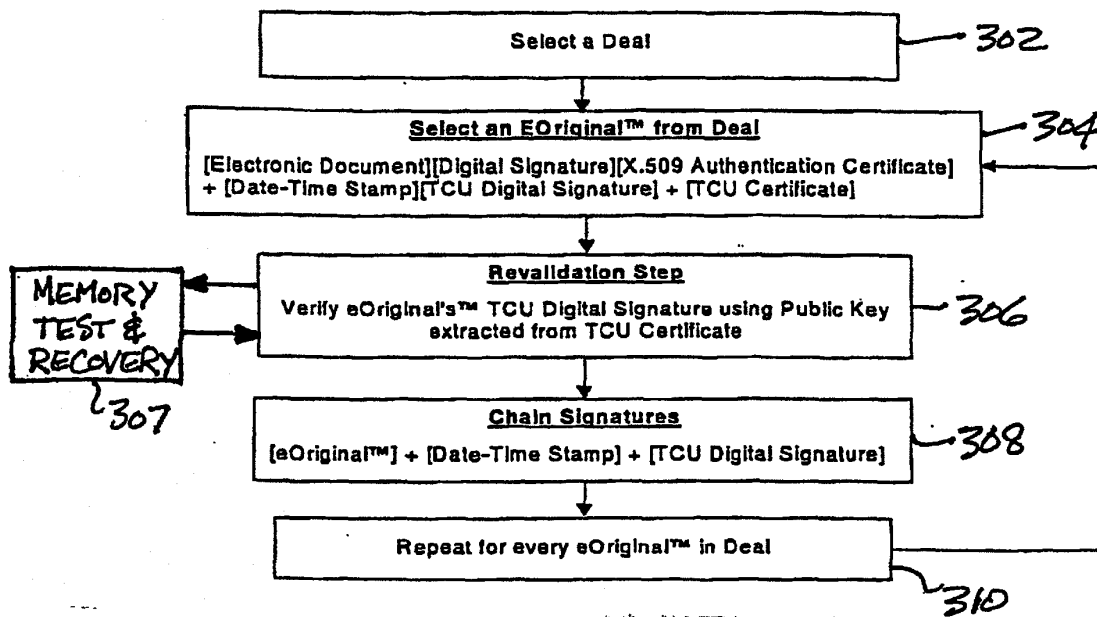 Select a Deal
302
Select an EOriginal™ from Deal
304
[Electronic Document][Digital Signature][X.509 Authentication Certificate]
+ [Date-Time Stamp][TCU Digital Signature] + [TCU Certificate]
Revalidation Step
Verify eOriginal's™ TCU Digital Signature using Public Key
extracted from TCU Certificate
306
MEMORY
TEST &
RECOVERY
307
Chain Signatures
[eOriginal™] + [Date-Time Stamp] + [TCU Digital Signature]
308
Repeat for every eOriginal™ in Deal
310